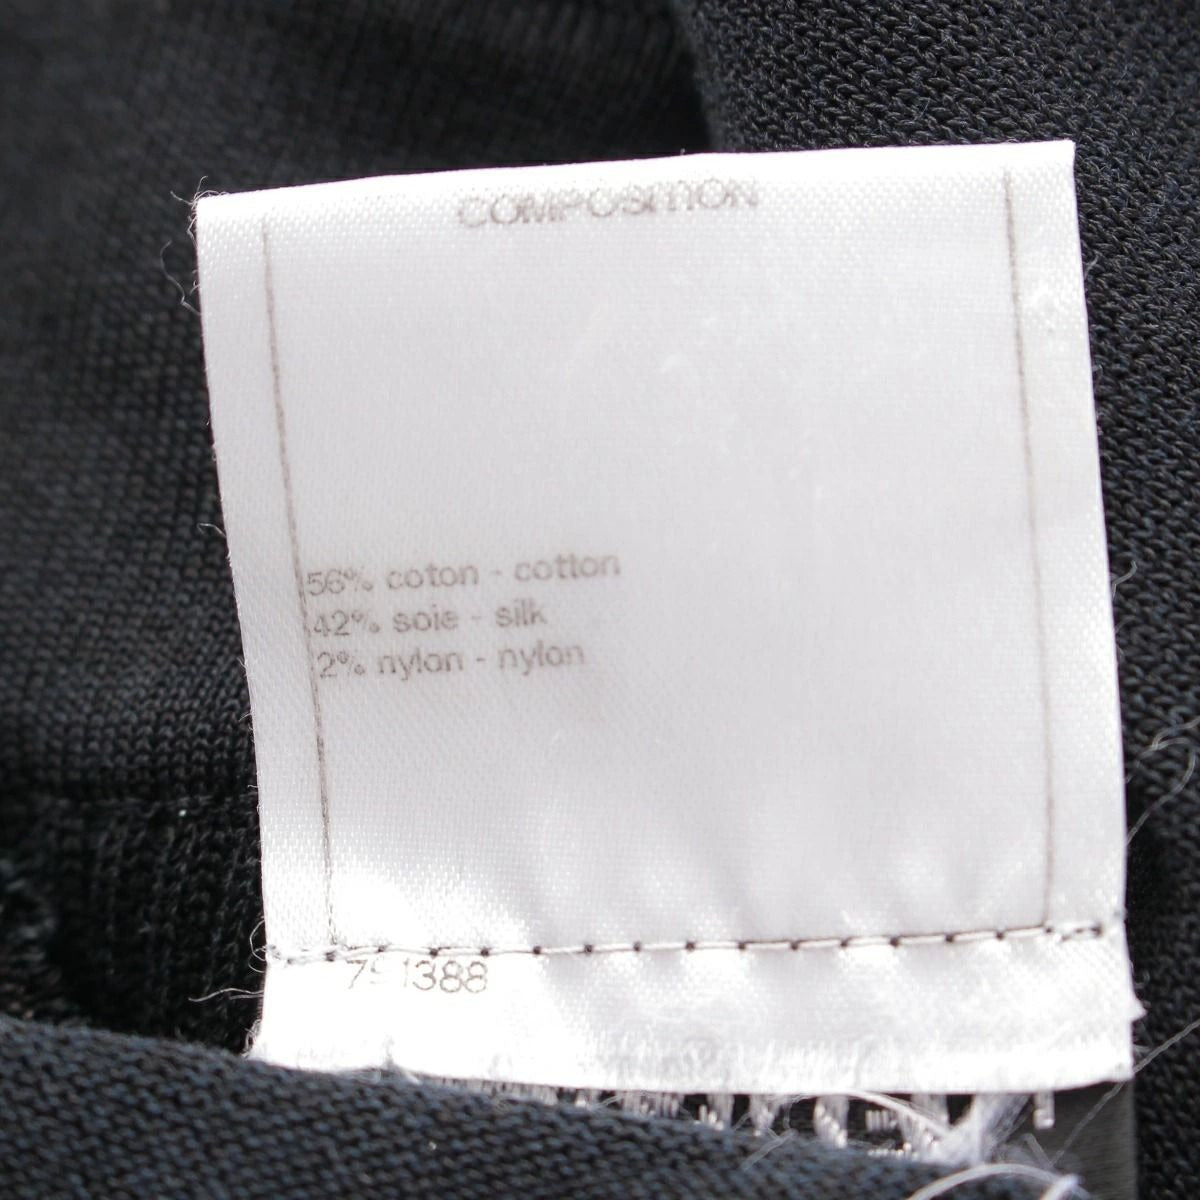 COMPOSITION
56% coton - cotton
42% soie - silk
2% nylon - nylon